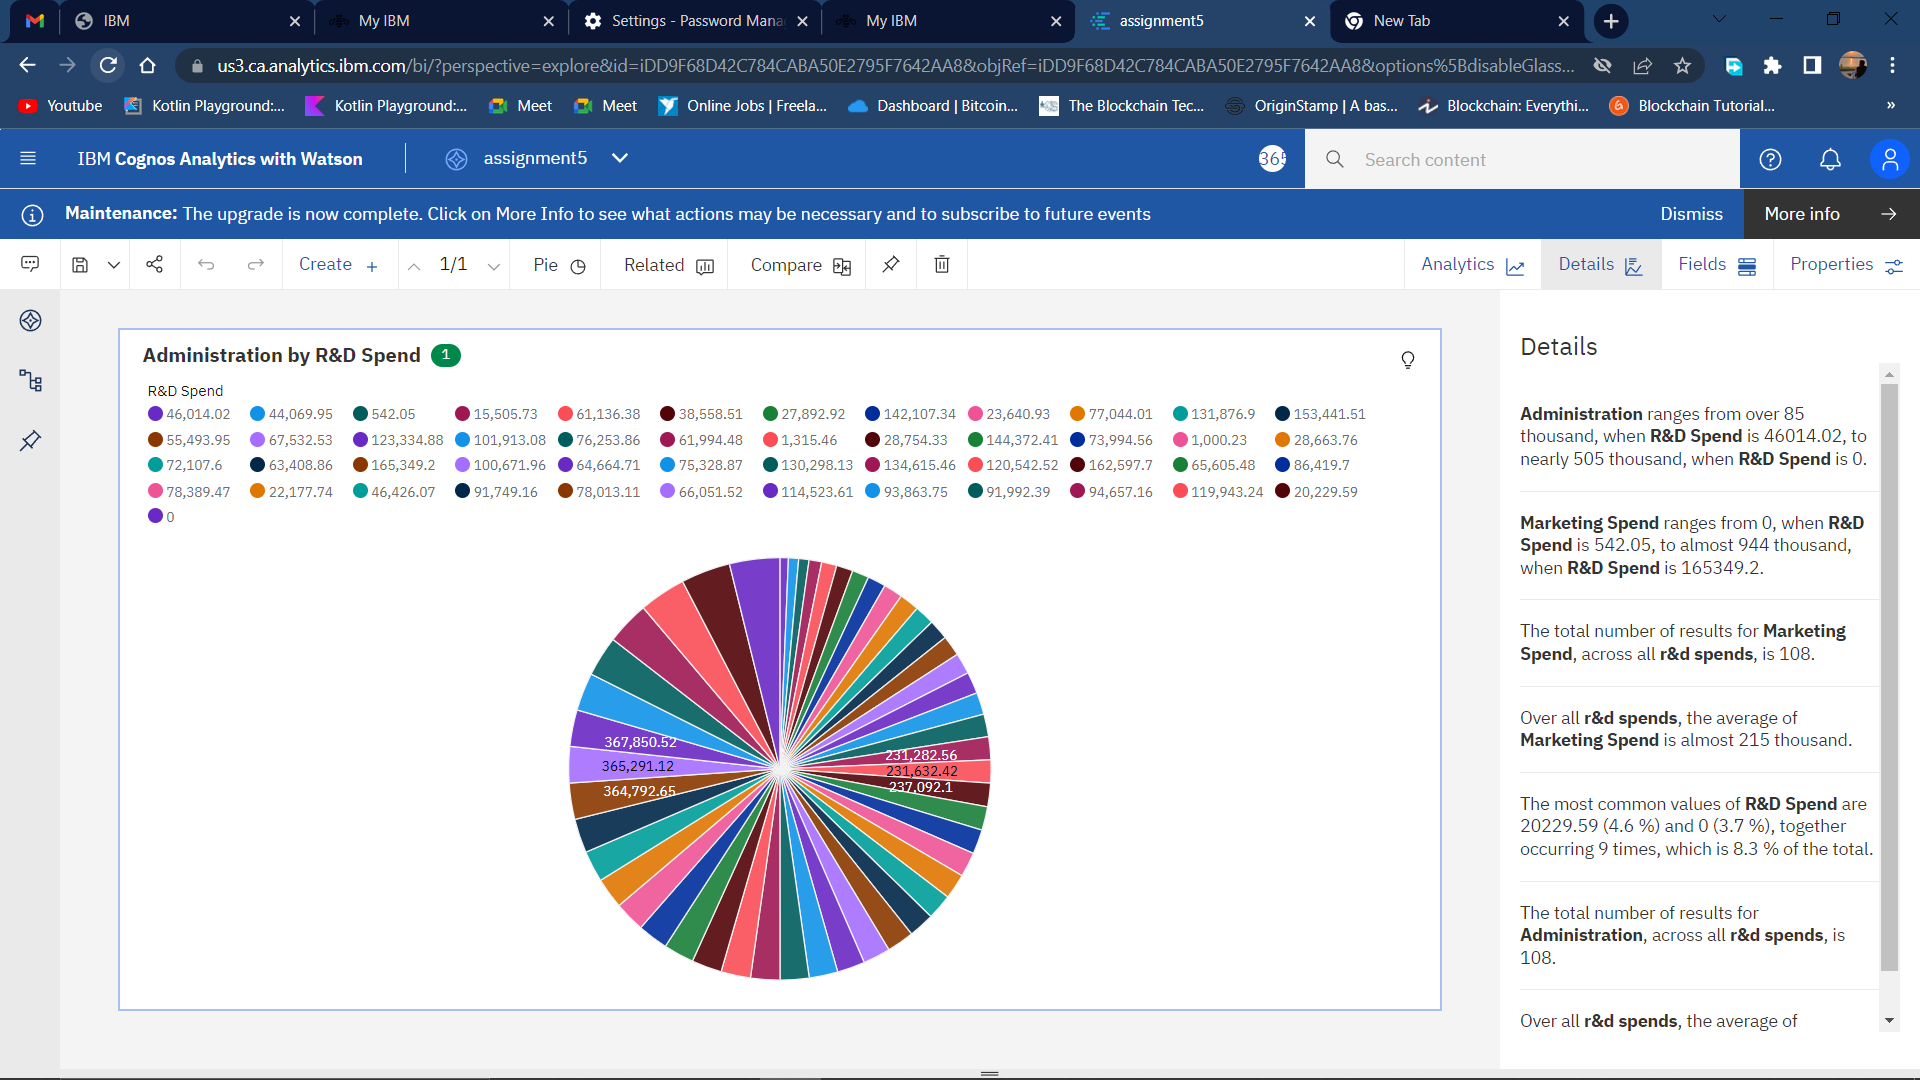 IBM
My IBM
Settings - Password Mana
My IBM
assignment5
New Tab
us3.ca.analytics.ibm.com/bi/?perspective=explore&id=iDD9F68D42C784CABA50E2795F7642AA8&objRef=iDD9F68D42C784CABA50E2795F7642AA8&options%5BdisableGlass...
Youtube
Kotlin Playground:...
Kotlin Playground:...
Meet
Meet
Online Jobs | Freela...
Dashboard | Bitcoin...
The Blockchain Tec...
OriginStamp | A bas...
Blockchain: Everythi...
Blockchain Tutorial...
»
IBM Cognos Analytics with Watson
assignment5
365
Search content
Maintenance: The upgrade is now complete. Click on More Info to see what actions may be necessary and to subscribe to future events
Dismiss
More info
Create
1/1
Pie
Related
Compare
Analytics
Details
Fields
Properties
Administration by R&D Spend 1
R&D Spend
46,014.02 44,069.95 542.05 15,505.73 61,136.38 38,558.51 27,892.92 142,107.34 23,640.93 77,044.01 131,876.9 153,441.51
55,493.95 67,532.53 123,334.88 101,913.08 76,253.86 61,994.48 1,315.46 28,754.33 144,372.41 73,994.56 1,000.23 28,663.76
72,107.6 63,408.86 165,349.2 100,671.96 64,664.71 75,328.87 130,298.13 134,615.46 120,542.52 162,597.7 65,605.48 86,419.7
78,389.47 22,177.74 46,426.07 91,749.16 78,013.11 66,051.52 114,523.61 93,863.75 91,992.39 94,657.16 119,943.24 20,229.59
0
367,850.52
365,291.12
364,792.65
231,282.56
231,632.42
237,092.1
Details
Administration ranges from over 85
thousand, when R&D Spend is 46014.02, to
nearly 505 thousand, when R&D Spend is 0.
Marketing Spend ranges from 0, when R&D
Spend is 542.05, to almost 944 thousand,
when R&D Spend is 165349.2.
The total number of results for Marketing
Spend, across all r&d spends, is 108.
Over all r&d spends, the average of
Marketing Spend is almost 215 thousand.
The most common values of R&D Spend are
20229.59 (4.6 %) and 0 (3.7 %), together
occurring 9 times, which is 8.3 % of the total.
The total number of results for
Administration, across all r&d spends, is
108.
Over all r&d spends, the average of